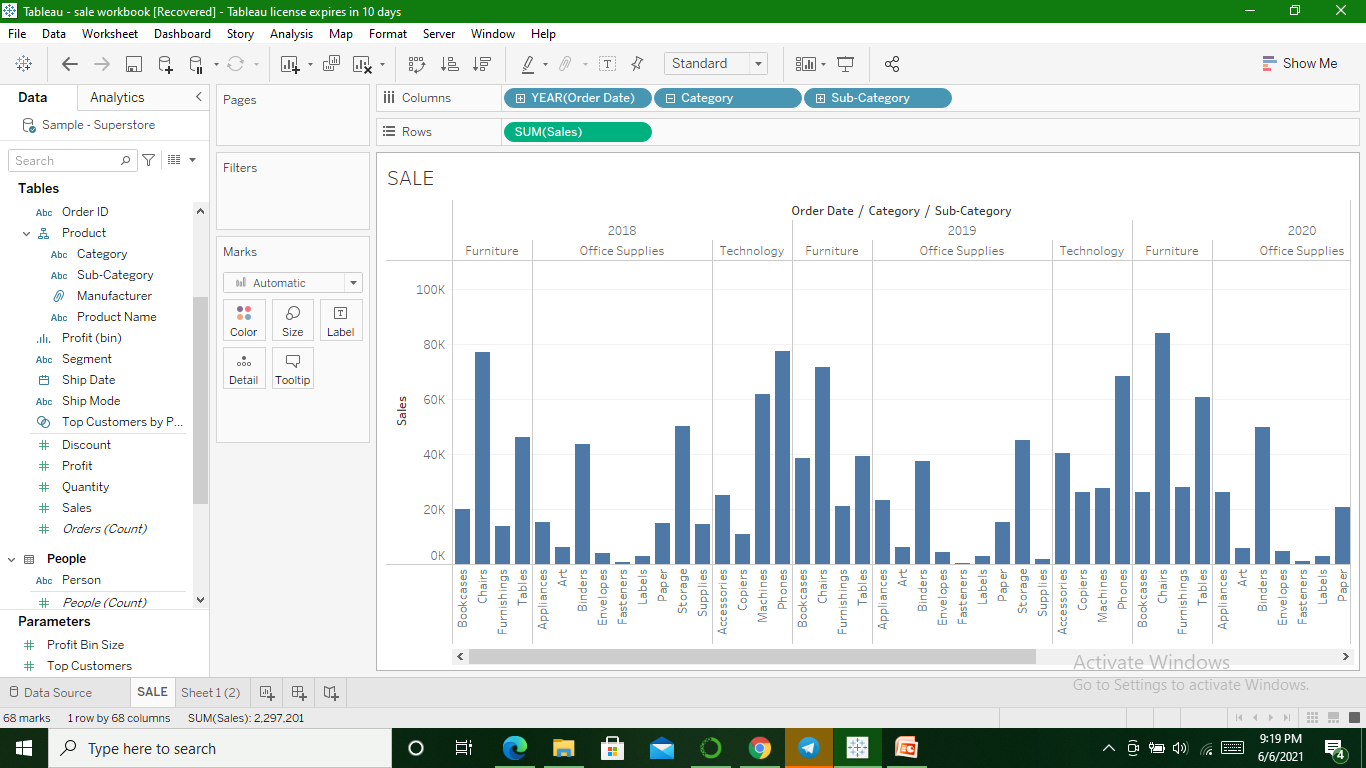 Tableau - sale workbook [Recovered] - Tableau license expires in 10 days
File Data Worksheet Dashboard Story Analysis Map Format Server Window Help
Standard
Show Me
Data Analytics
Sample - Superstore
Search
Tables
Abc Order ID
Product
Abc Category
Abc Sub-Category
Manufacturer
Abc Product Name
Profit (bin)
Abc Segment
Ship Date
Abc Ship Mode
Top Customers by P...
# Discount
# Profit
# Quantity
# Sales
# Orders (Count)
People
Abc Person
# People (Count)
Parameters
# Profit Bin Size
# Top Customers
Pages
Filters
Marks
Automatic
Color Size Label
Detail Tooltip
Columns YEAR(Order Date) Category Sub-Category
Rows SUM(Sales)
SALE
Order Date / Category / Sub-Category
2018 2019 2020
Furniture Office Supplies Technology Furniture Office Supplies Technology Furniture Office Supplies
Sales
100K
80K
60K
40K
20K
0K
Bookcases Chairs Furnishings Tables Appliances Art Binders Envelopes Fasteners Labels Paper Storage Supplies Accessories Copiers Machines Phones Bookcases Chairs Furnishings Tables Appliances Art Binders Envelopes Fasteners Labels Paper Storage Supplies Accessories Copiers Machines Phones Bookcases Chairs Furnishings Tables Appliances Art Binders Envelopes Fasteners Labels Paper
Activate Windows
Go to Settings to activate Windows.
Data Source SALE Sheet 1 (2)
68 marks 1 row by 68 columns SUM(Sales): 2,297,201
Type here to search
9:19 PM
6/6/2021
4